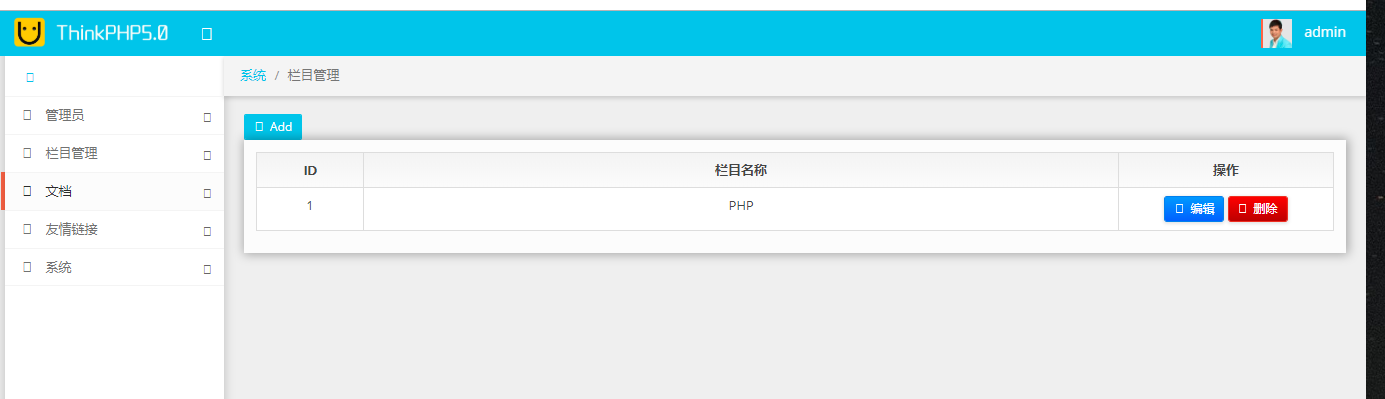 ThinkPHP5.0
admin
系统 / 栏目管理
管理员
栏目管理
文档
友情链接
系统
Add
ID 栏目名称 操作
1 PHP 编辑 删除